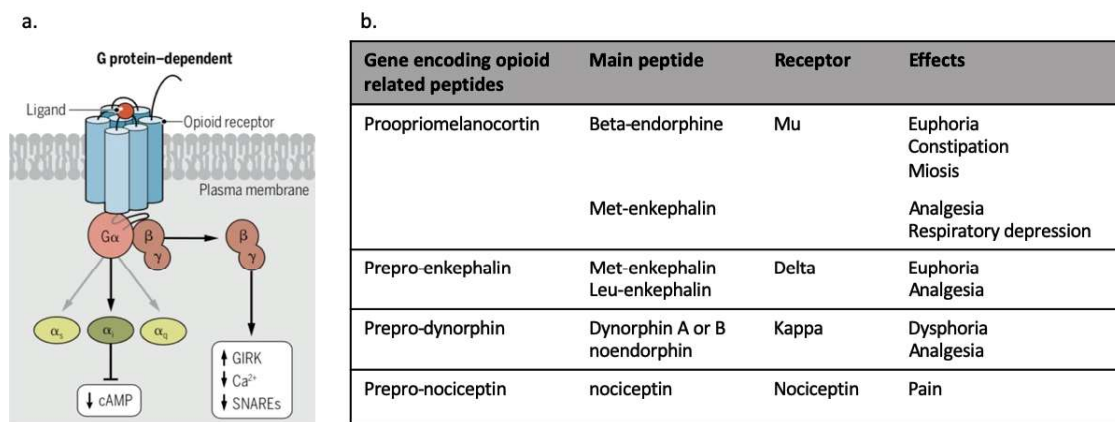 a.
G protein–dependent
Ligand
Opioid receptor
Plasma membrane
Gα
β
γ
β
γ
αs
αi
αq
↓ cAMP
↑ GIRK
↓ Ca²⁺
↓ SNAREs
b.
Gene encoding opioid related peptides Main peptide Receptor Effects
Proopriomelanocortin Beta-endorphine Mu Euphoria
Constipation
Miosis
Met-enkephalin Analgesia
Respiratory depression
Prepro-enkephalin Met-enkephalin Delta Euphoria
Leu-enkephalin Analgesia
Prepro-dynorphin Dynorphin A or B Kappa Dysphoria
noendorphin Analgesia
Prepro-nociceptin nociceptin Nociceptin Pain